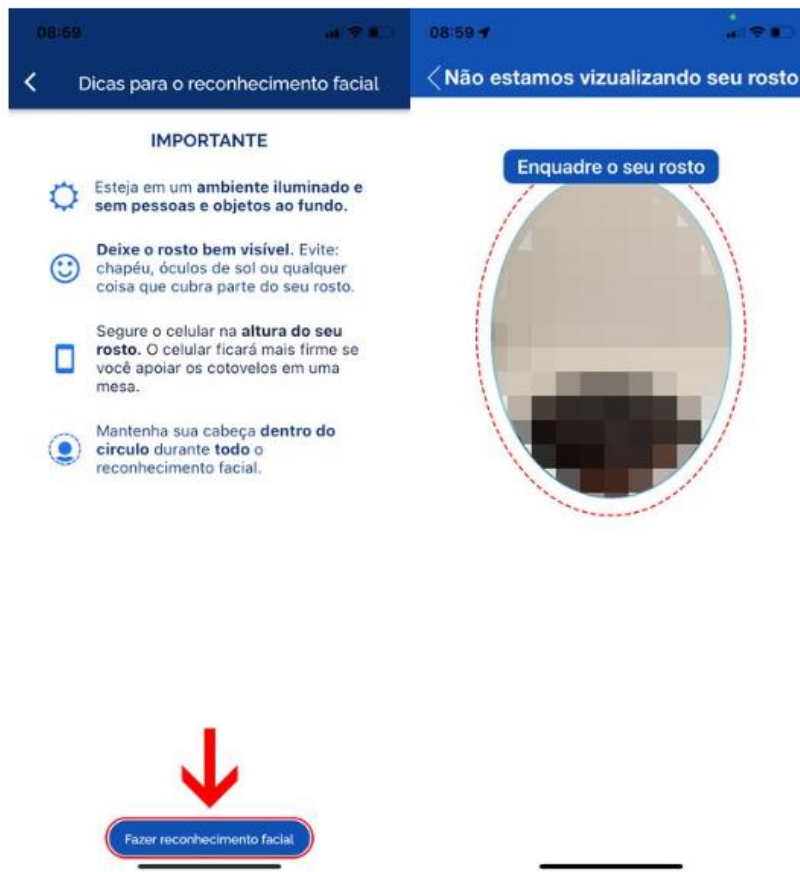 08:59
Dicas para o reconhecimento facial
IMPORTANTE
Esteja em um ambiente iluminado e
sem pessoas e objetos ao fundo.
Deixe o rosto bem visível. Evite:
chapéu, óculos de sol ou qualquer
coisa que cubra parte do seu rosto.
Segure o celular na altura do seu
rosto. O celular ficará mais firme se
você apoiar os cotovelos em uma
mesa.
Mantenha sua cabeça dentro do
circulo durante todo o
reconhecimento facial.
Fazer reconhecimento facial
08:59
Não estamos vizualizando seu rosto
Enquadre o seu rosto